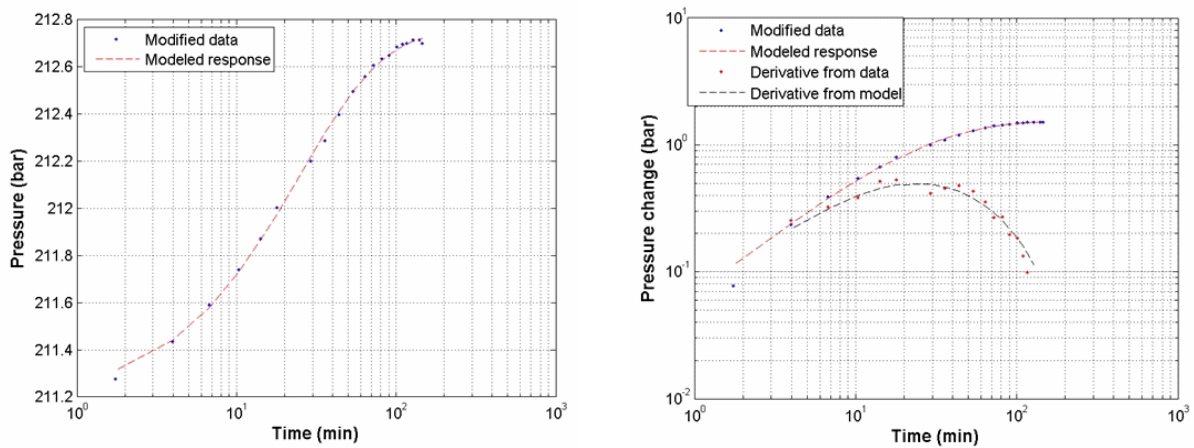 212.8
212.6
212.4
212.2
212
211.8
211.6
211.4
211.2
10^0
10^1
10^2
10^3
Pressure (bar)
Time (min)
Modified data
Modeled response
10^1
10^0
10^-1
10^-2
10^0
10^1
10^2
10^3
Pressure change (bar)
Time (min)
Modified data
Modeled response
Derivative from data
Derivative from model